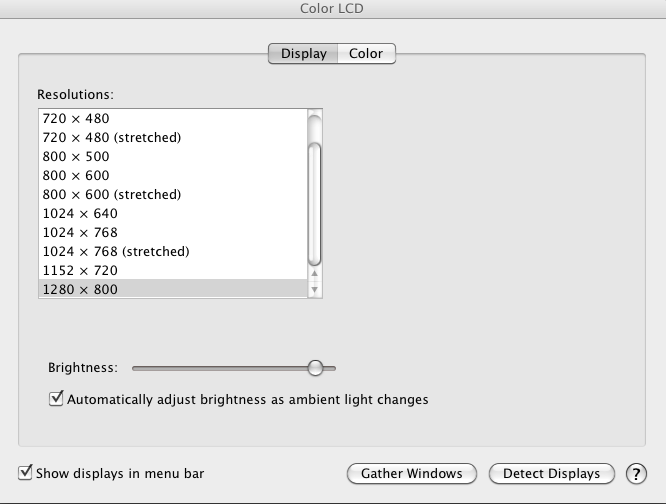 Color LCD
Display Color
Resolutions:
720 × 480
720 × 480 (stretched)
800 × 500
800 × 600
800 × 600 (stretched)
1024 × 640
1024 × 768
1024 × 768 (stretched)
1152 × 720
1280 × 800
Brightness:
Automatically adjust brightness as ambient light changes
Show displays in menu bar Gather Windows Detect Displays ?